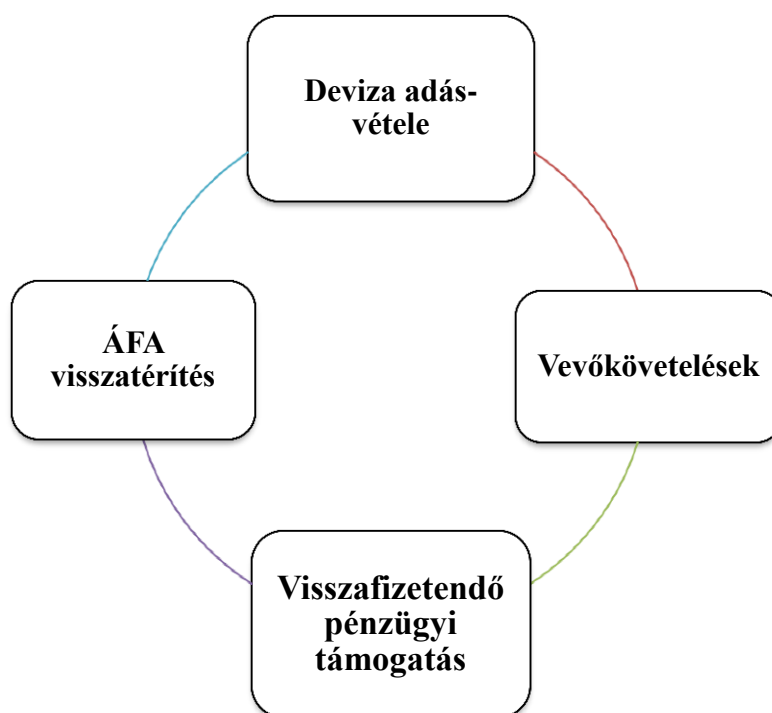 Deviza adás-
vétele
ÁFA
visszatérítés
Vevőkövetelések
Visszafizetendő
pénzügyi
támogatás